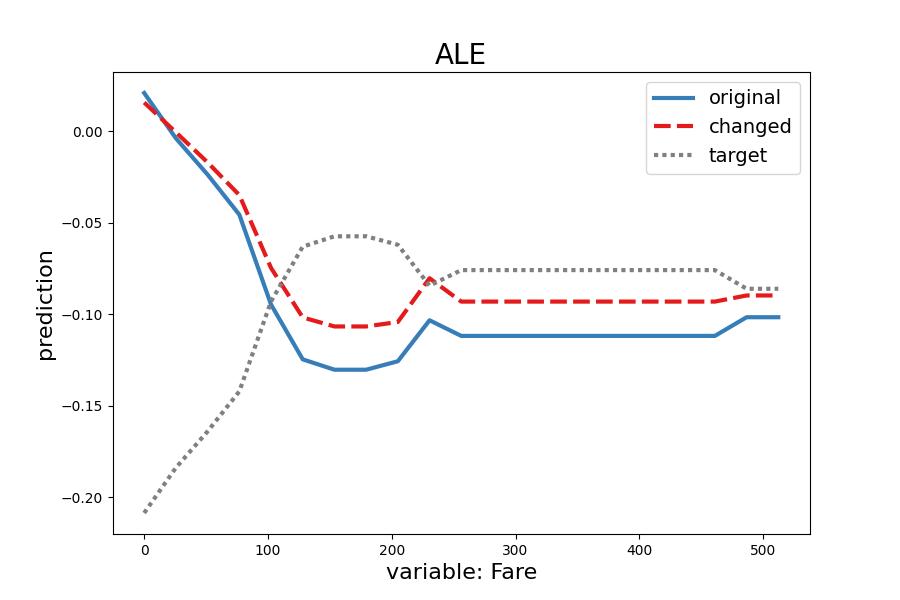 ALE
original
changed
target
prediction
0.00
−0.05
−0.10
−0.15
−0.20
0 100 200 300 400 500
variable: Fare